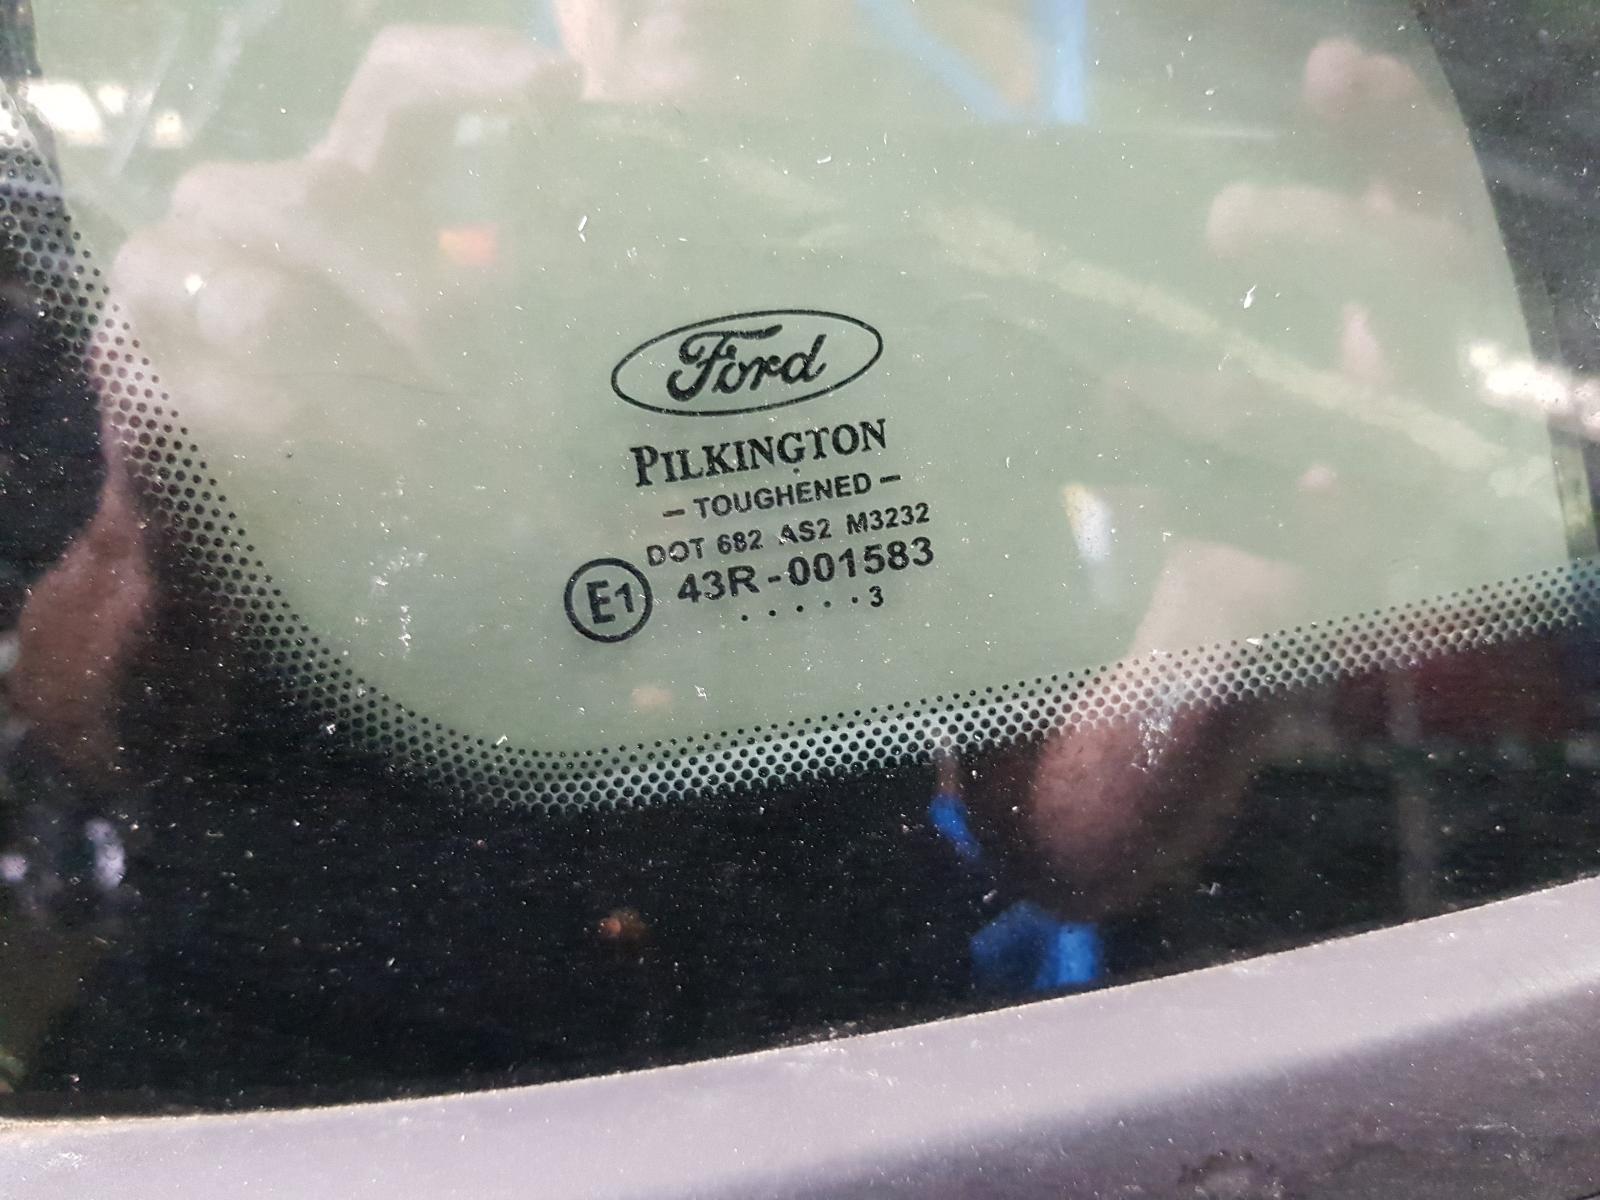 Ford
PILKINGTON
- TOUGHENED -
DOT 682 AS2 M3232
E1 43R-001583
. . . . . 3